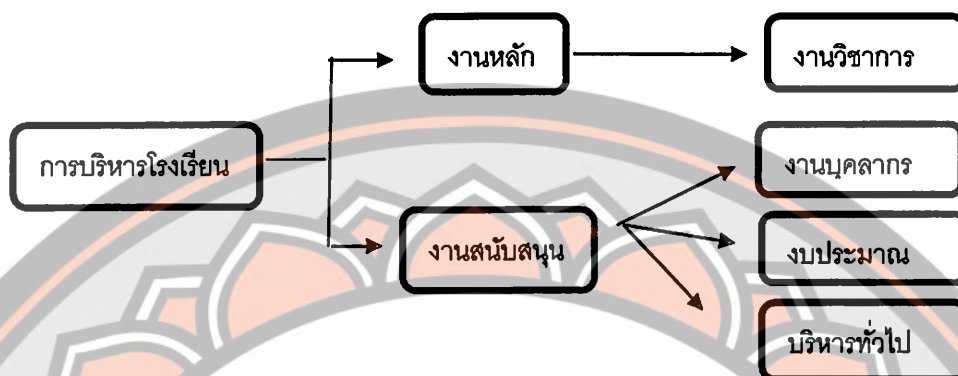 งานหลัก
งานวิชาการ
การบริหารโรงเรียน
งานบุคลากร
งานสนับสนุน
งบประมาณ
บริหารทั่วไป